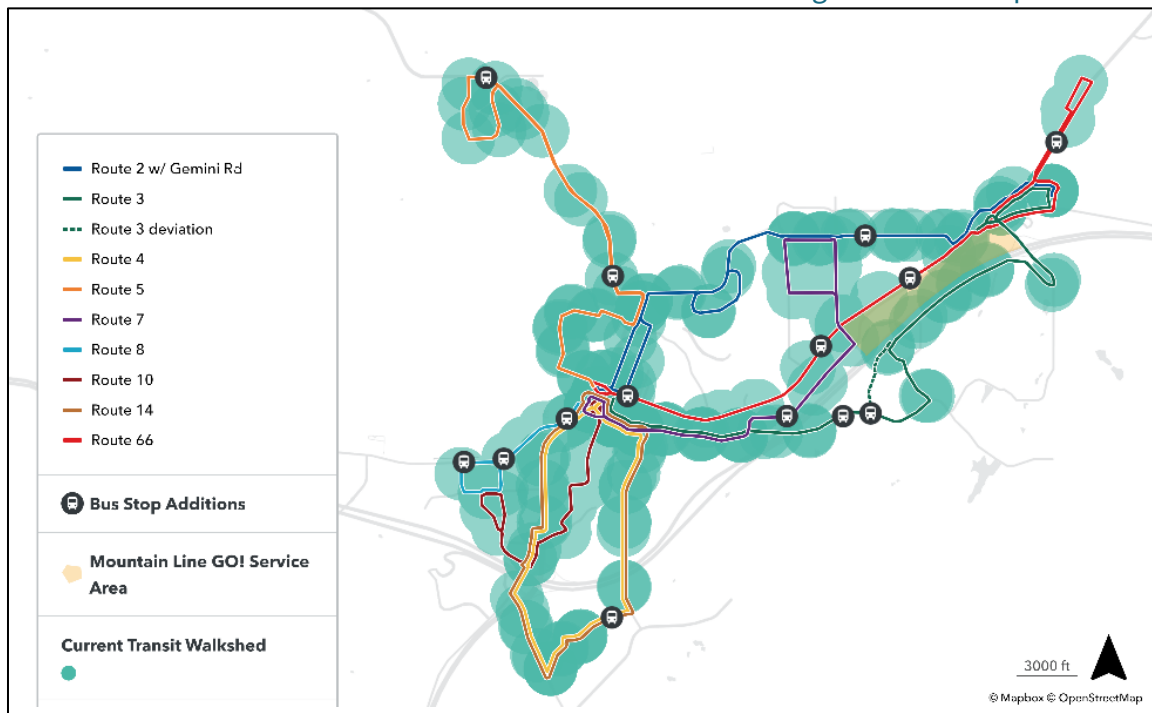 Route 2 w/ Gemini Rd
Route 3
Route 3 deviation
Route 4
Route 5
Route 7
Route 8
Route 10
Route 14
Route 66
Bus Stop Additions
Mountain Line GO! Service
Area
Current Transit Walkshed
3000 ft
© Mapbox © OpenStreetMap